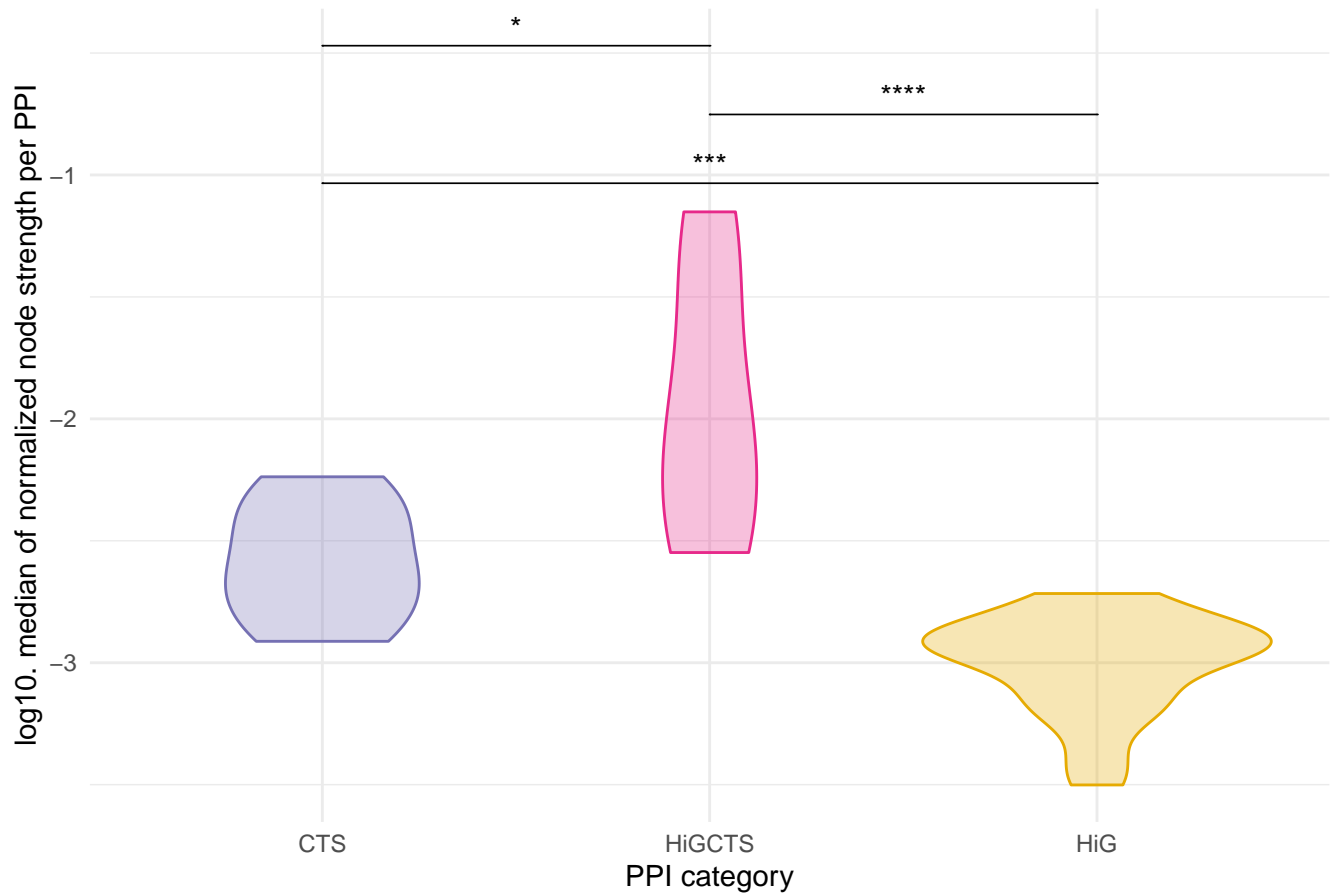 *
****
***
log10. median of normalized node strength per PPI
−1
−2
−3
CTS
HiGCTS
HiG
PPI category